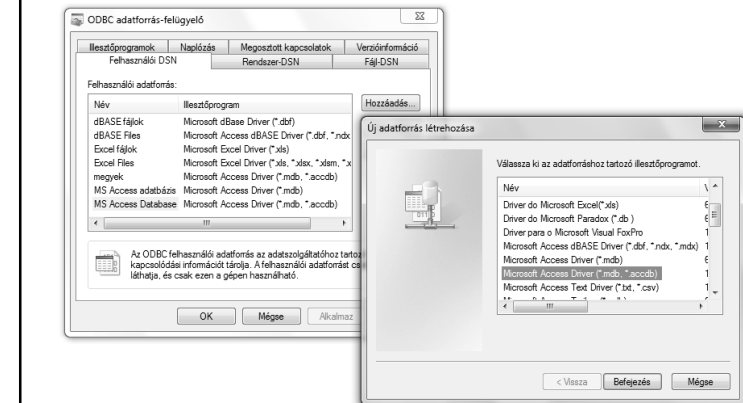 ODBC adatforrás-felügyelő
Illesztőprogramok Naplózás Megosztott kapcsolatok Verzióinformáció
Felhasználói DSN Rendszer-DSN Fájl-DSN
Felhasználói adatforrás:
Név Illesztőprogram
Hozzáadás...
dBASE fájlok Microsoft dBase Driver (*.dbf)
dBASE Files Microsoft Access dBASE Driver (*.dbf, *.ndx
Excel fájlok Microsoft Excel Driver (*.xls)
Excel Files Microsoft Excel Driver (*.xls, *.xlsx, *.xlsm, *.x
megyek Microsoft Access Driver (*.mdb, *.accdb)
MS Access adatbázis Microsoft Access Driver (*.mdb)
MS Access Database Microsoft Access Driver (*.mdb, *.accdb)
Az ODBC felhasználói adatforrás az adatszolgáltatóhoz
kapcsolódási információt tárolja. A felhasználói adatforrást
láthatja, és csak ezen a gépen használható.
OK Mégse Alkalmaz
Új adatforrás létrehozása
Válassza ki az adatforráshoz tartozó illesztőprogramot.
Név
Driver do Microsoft Excel(*.xls) 6
Driver do Microsoft Paradox (*.db ) 6
Driver para o Microsoft Visual FoxPro 1
Microsoft Access dBASE Driver (*.dbf, *.ndx, *.mdx) 1
Microsoft Access Driver (*.mdb) 6
Microsoft Access Driver (*.mdb, *.accdb) 1
Microsoft Access Text Driver (*.txt, *.csv) 1
< Vissza Befejezés Mégse